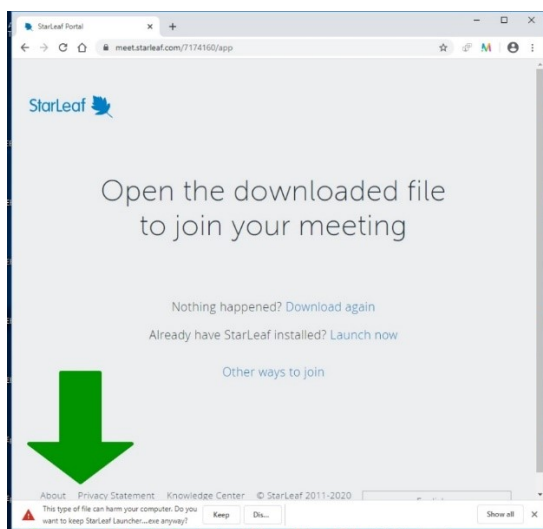 StarLeaf Portal
meet.starleaf.com/7174160/app
StarLeaf
Open the downloaded file
to join your meeting
Nothing happened? Download again
Already have StarLeaf installed? Launch now
Other ways to join
About Privacy Statement Knowledge Center © StarLeaf 2011-2020
This type of file can harm your computer. Do you
want to keep StarLeaf Launcher....exe anyway?
Keep
Dis...
Show all